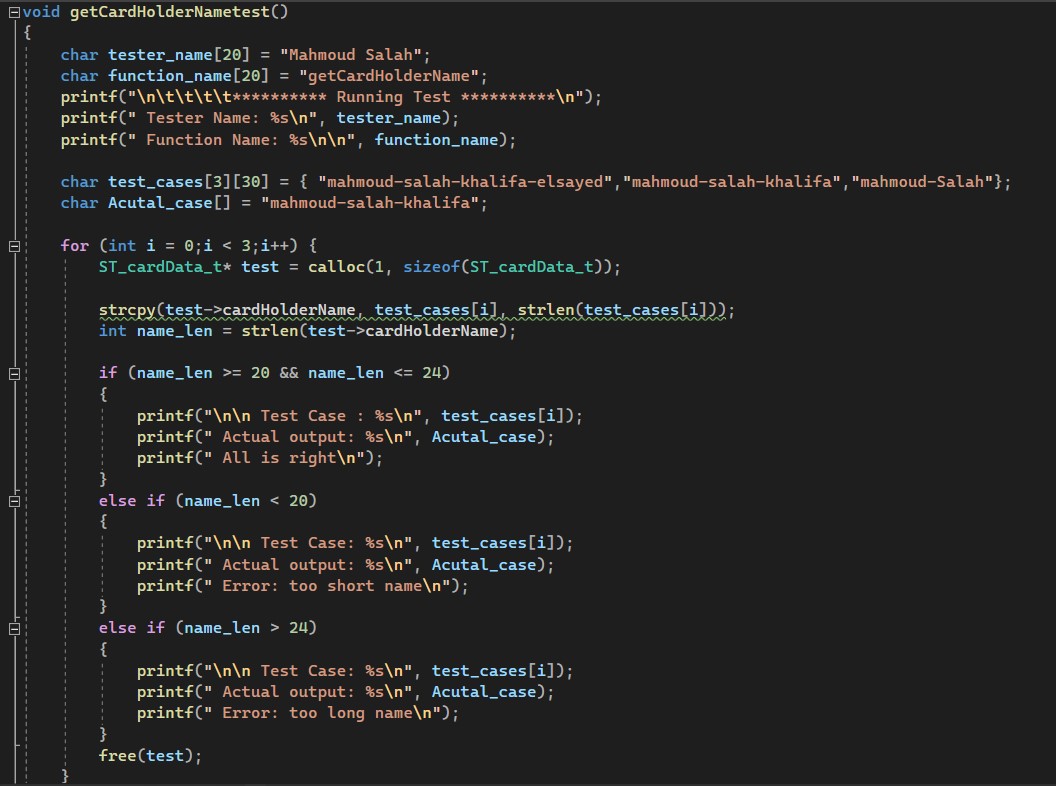 void getCardHolderNametest()
{
    char tester_name[20] = "Mahmoud Salah";
    char function_name[20] = "getCardHolderName";
    printf("\n\t\t\t\t********** Running Test **********\n");
    printf(" Tester Name: %s\n", tester_name);
    printf(" Function Name: %s\n\n", function_name);

    char test_cases[3][30] = { "mahmoud-salah-khalifa-elsayed","mahmoud-salah-khalifa","mahmoud-Salah"};
    char Acutal_case[] = "mahmoud-salah-khalifa";

    for (int i = 0;i < 3;i++) {
        ST_cardData_t* test = calloc(1, sizeof(ST_cardData_t));

        strcpy(test->cardHolderName, test_cases[i], strlen(test_cases[i]));
        int name_len = strlen(test->cardHolderName);

        if (name_len >= 20 && name_len <= 24)
        {
            printf("\n\n Test Case : %s\n", test_cases[i]);
            printf(" Actual output: %s\n", Acutal_case);
            printf(" All is right\n");
        }
        else if (name_len < 20)
        {
            printf("\n\n Test Case: %s\n", test_cases[i]);
            printf(" Actual output: %s\n", Acutal_case);
            printf(" Error: too short name\n");
        }
        else if (name_len > 24)
        {
            printf("\n\n Test Case: %s\n", test_cases[i]);
            printf(" Actual output: %s\n", Acutal_case);
            printf(" Error: too long name\n");
        }
        free(test);
    }